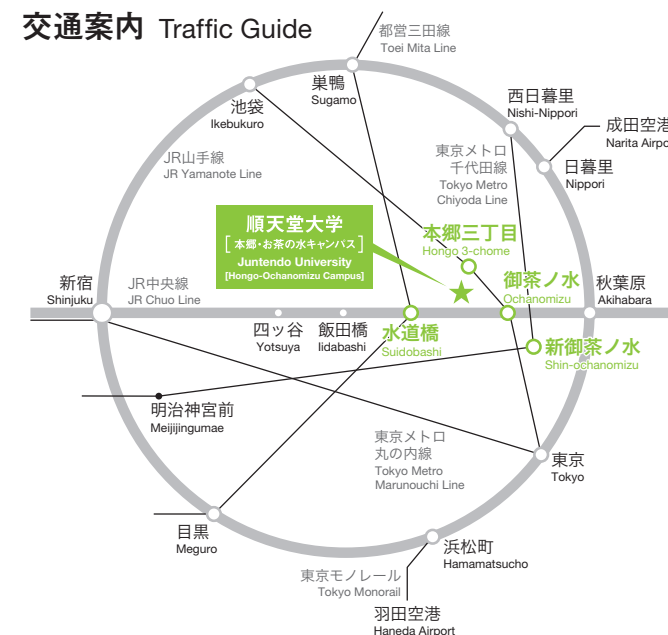 交通案内 Traffic Guide
都営三田線
Toei Mita Line
巣鴨
Sugamo
池袋
Ikebukuro
西日暮里
Nishi-Nippori
成田空港
Narita Airpo
日暮里
Nippori
JR山手線
JR Yamanote Line
東京メトロ
千代田線
Tokyo Metro
Chiyoda Line
順天堂大学
[本郷・お茶の水キャンパス]
Juntendo University
[Hongo-Ochanomizu Campus]
本郷三丁目
Hongo 3-chome
新宿
Shinjuku
JR中央線
JR Chuo Line
御茶ノ水
Ochanomizu
秋葉原
Akihabara
四ッ谷
Yotsuya
飯田橋
Iidabashi
水道橋
Suidobashi
新御茶ノ水
Shin-ochanomizu
明治神宮前
Meijijingumae
東京メトロ
丸の内線
Tokyo Metro
Marunouchi Line
東京
Tokyo
目黒
Meguro
浜松町
Hamamatsucho
東京モノレール
Tokyo Monorail
羽田空港
Haneda Airport